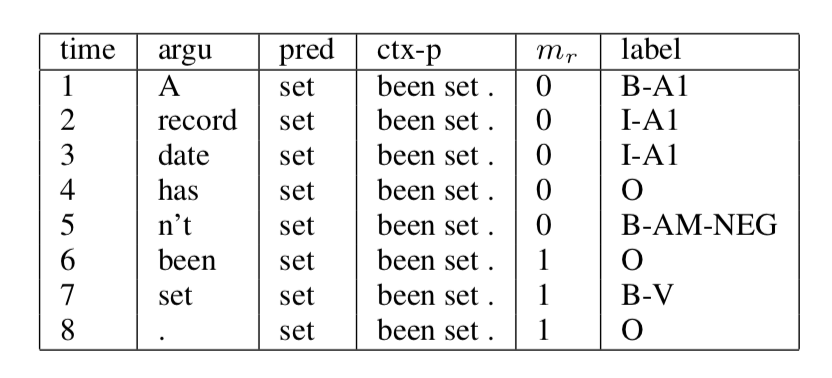 time argu pred ctx-p m_r label
1 A set been set . 0 B-A1
2 record set been set . 0 I-A1
3 date set been set . 0 I-A1
4 has set been set . 0 O
5 n't set been set . 0 B-AM-NEG
6 been set been set . 1 O
7 set set been set . 1 B-V
8 . set been set . 1 O